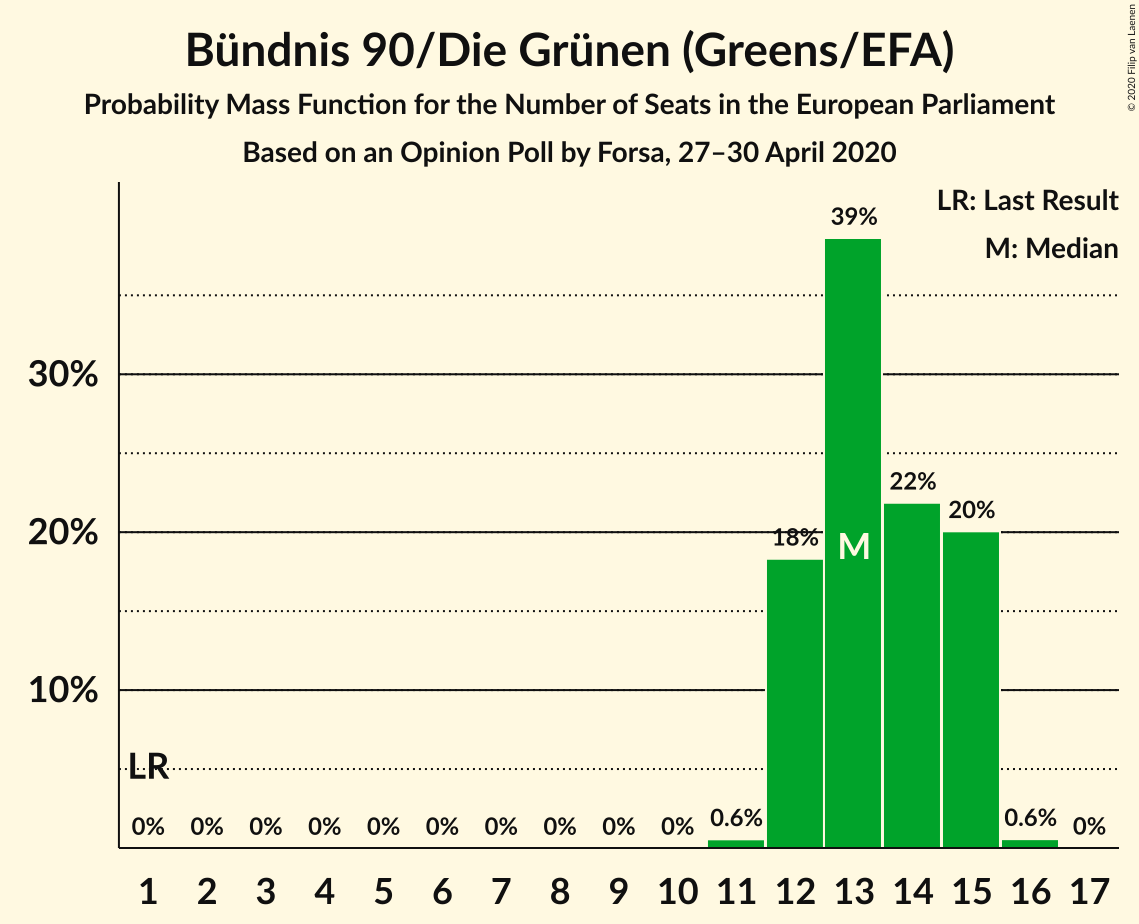 Bündnis 90/Die Grünen (Greens/EFA)
Probability Mass Function for the Number of Seats in the European Parliament
Based on an Opinion Poll by Forsa, 27–30 April 2020
© 2020 Filip van Laenen
LR: Last Result
M: Median
39%
30%
22%
20%
20%
18%
M
10%
LR
0% 0% 0% 0% 0% 0% 0% 0% 0% 0% 0.6% 0.6% 0%
1 2 3 4 5 6 7 8 9 10 11 12 13 14 15 16 17